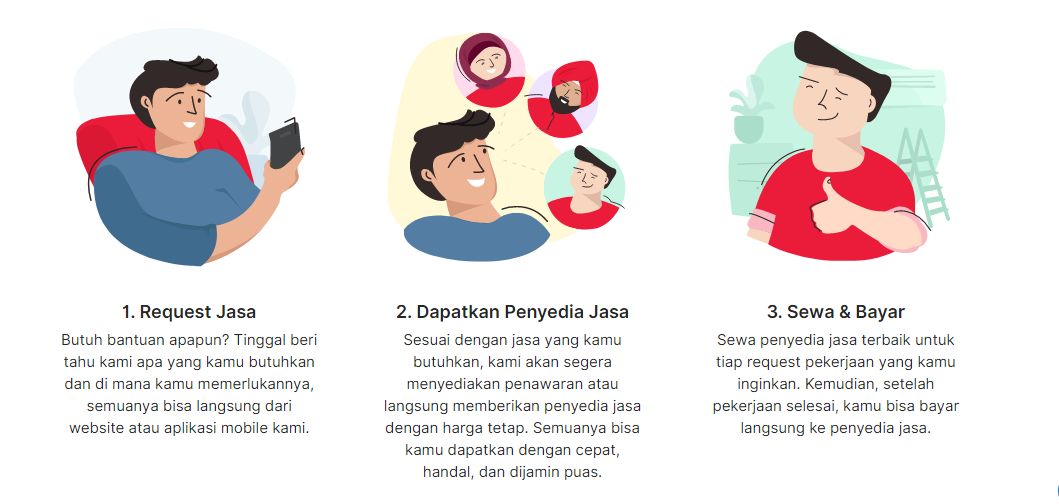 1. Request Jasa
Butuh bantuan apapun? Tinggal beri
tahu kami apa yang kamu butuhkan
dan di mana kamu memerlukannya,
semuanya bisa langsung dari
website atau aplikasi mobile kami.
2. Dapatkan Penyedia Jasa
Sesuai dengan jasa yang kamu
butuhkan, kami akan segera
menyediakan penawaran atau
langsung memberikan penyedia jasa
dengan harga tetap. Semuanya bisa
kamu dapatkan dengan cepat,
handal, dan dijamin puas.
3. Sewa & Bayar
Sewa penyedia jasa terbaik untuk
tiap request pekerjaan yang kamu
inginkan. Kemudian, setelah
pekerjaan selesai, kamu bisa bayar
langsung ke penyedia jasa.